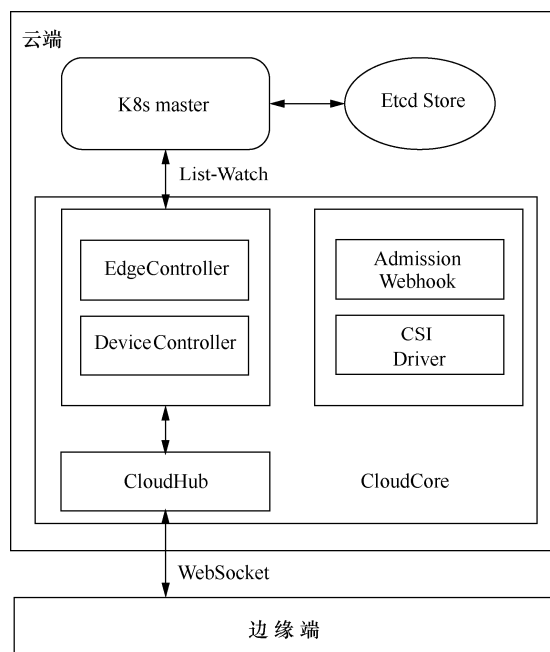 云端
K8s master
Etcd Store
List-Watch
EdgeController
DeviceController
Admission
Webhook
CSI
Driver
CloudHub
CloudCore
WebSocket
边缘端